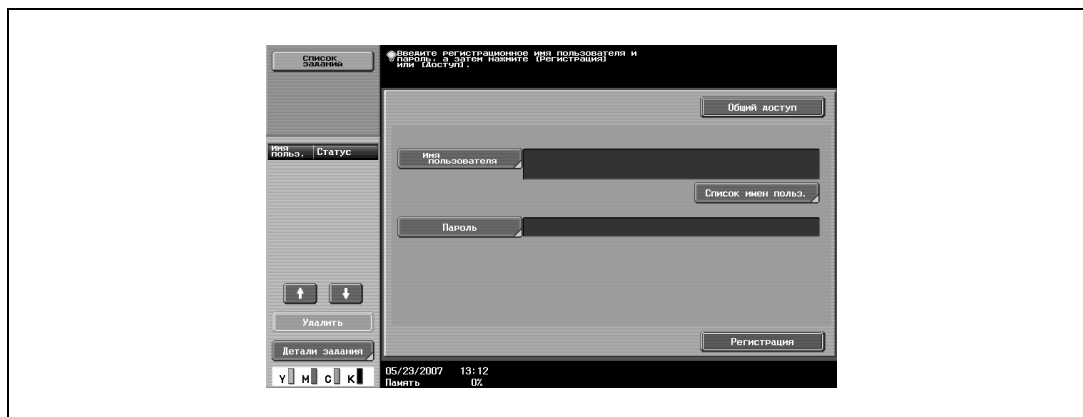 Список
заданий
Введите регистрационное имя пользователя и
пароль, а затем нажмите [Регистрация]
или [Доступ].
Общий доступ
Имя
польз.
Статус
Имя
пользователя
Список имен польз.
Пароль
Удалить
Детали задания
Регистрация
05/23/2007 13:12
Память 0%
Y M C K